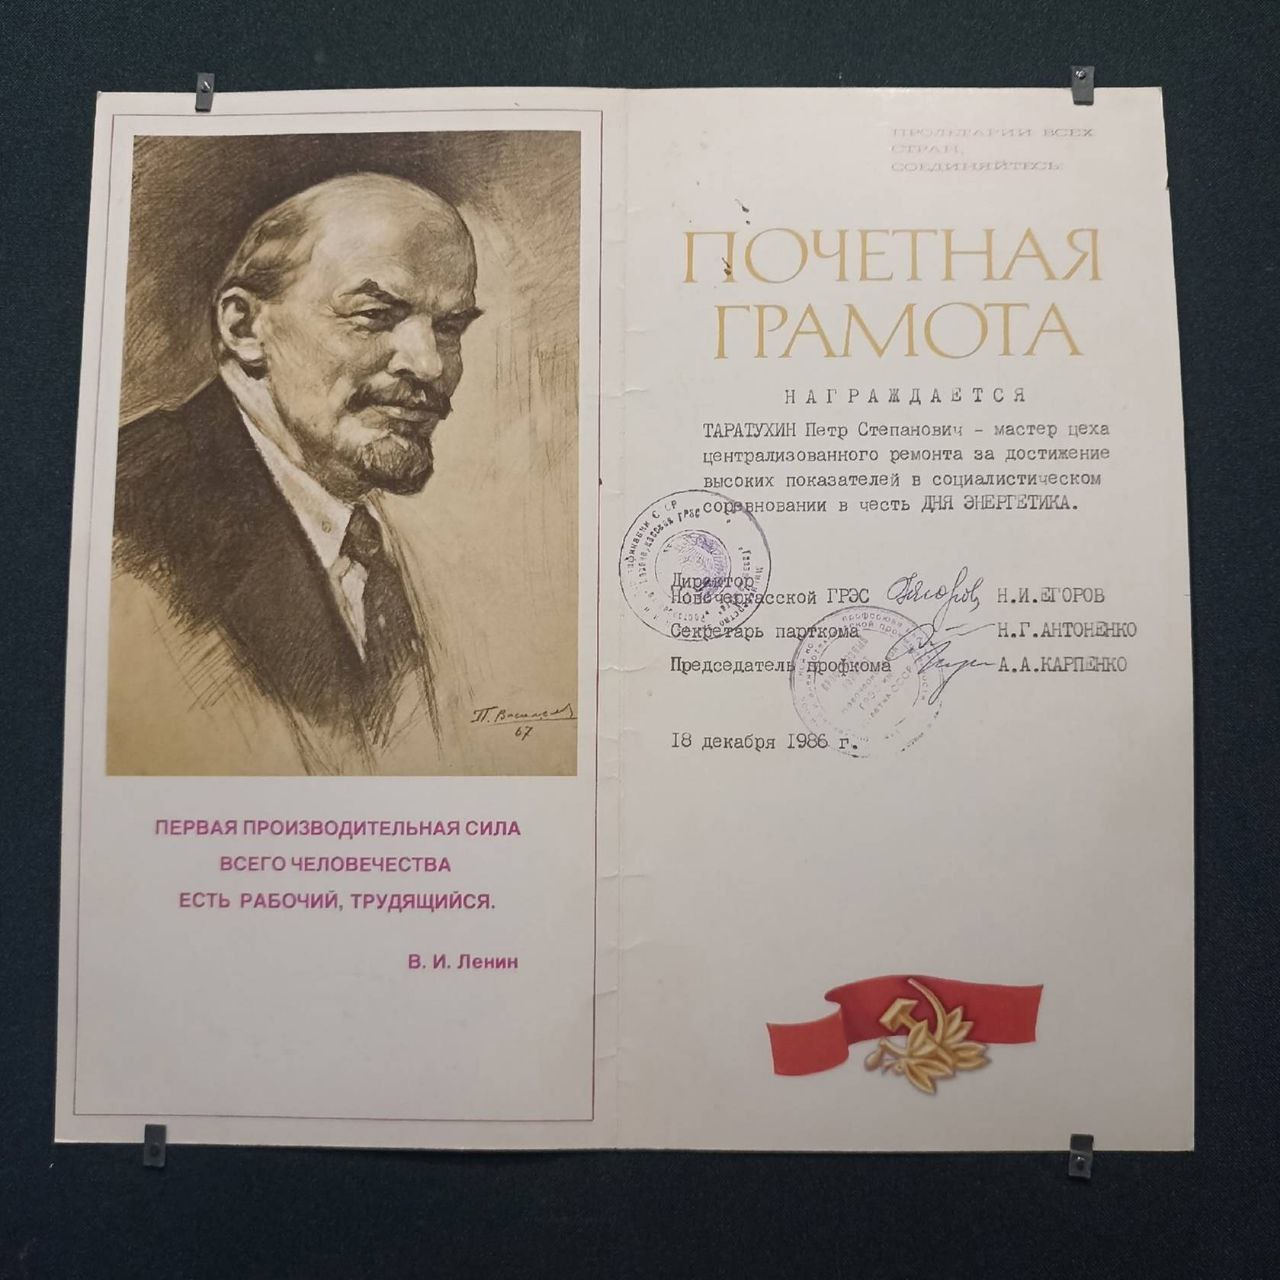 П. Васильев
67
ПЕРВАЯ ПРОИЗВОДИТЕЛЬНАЯ СИЛА
ВСЕГО ЧЕЛОВЕЧЕСТВА
ЕСТЬ РАБОЧИЙ, ТРУДЯЩИЙСЯ.
В. И. Ленин
ПРОЛЕТАРИИ ВСЕХ
СТРАН,
СОЕДИНЯЙТЕСЬ!
ПОЧЕТНАЯ
ГРАМОТА
НАГРАЖДАЕТСЯ
ТАРАТУХИН Петр Степанович - мастер цеха
централизованного ремонта за достижение
высоких показателей в социалистическом
соревновании в честь ДНЯ ЭНЕРГЕТИКА.
Директор
Новочеркасской ГРЭС Н.И.ЕГОРОВ
Секретарь парткома Н.Г.АНТОНЕНКО
Председатель профкома А.А.КАРПЕНКО
18 декабря 1986 г.